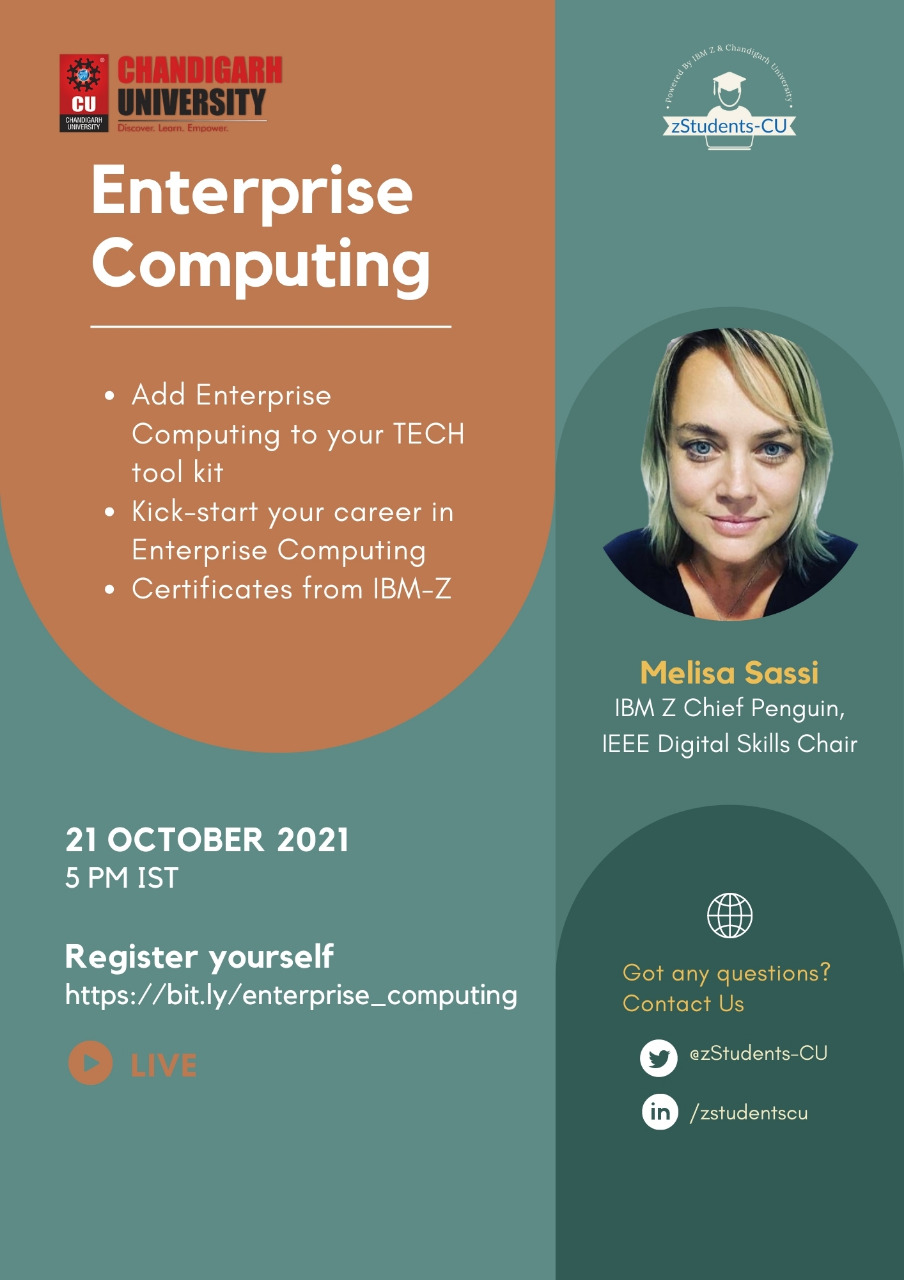 CU
CHANDIGARH
UNIVERSITY
CHANDIGARH
UNIVERSITY
Discover. Learn. Empower.
• Powered By IBM Z & Chandigarh University •
zStudents-CU
Enterprise
Computing
• Add Enterprise
Computing to your TECH
tool kit
• Kick-start your career in
Enterprise Computing
• Certificates from IBM-Z
Melisa Sassi
IBM Z Chief Penguin,
IEEE Digital Skills Chair
21 OCTOBER 2021
5 PM IST
Register yourself
https://bit.ly/enterprise_computing
LIVE
Got any questions?
Contact Us
@zStudents-CU
in /zstudentscu